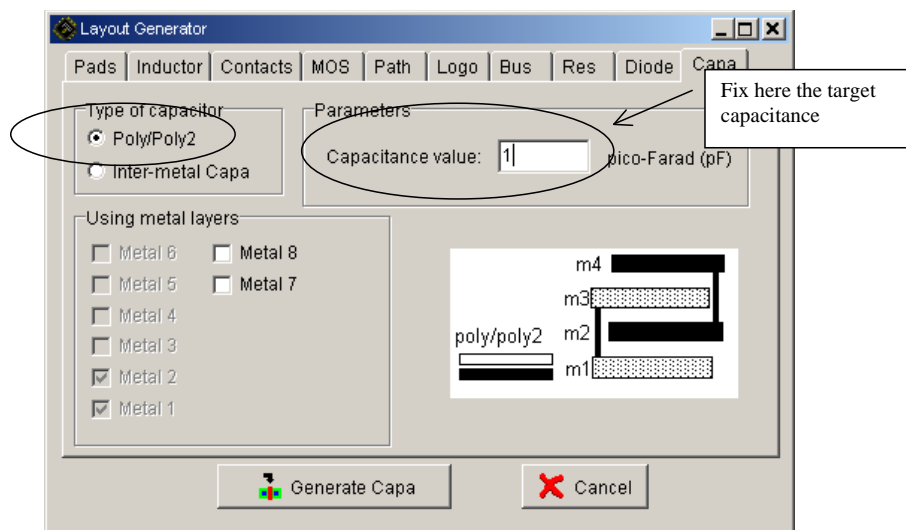 Layout Generator
Pads Inductor Contacts MOS Path Logo Bus Res Diode Capa
Fix here the target
capacitance
Type of capacitor
Poly/Poly2
Inter-metal Capa
Parameters
Capacitance value: 1 pico-Farad (pF)
Using metal layers
Metal 6 Metal 8
Metal 5 Metal 7
Metal 4
Metal 3
Metal 2
Metal 1
m4
m3
poly/poly2 m2
m1
Generate Capa Cancel